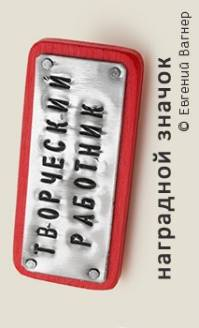 ТВОРЧЕСКИЙ
РАБОТНИК
наградной значок
© Евгений Вагнер